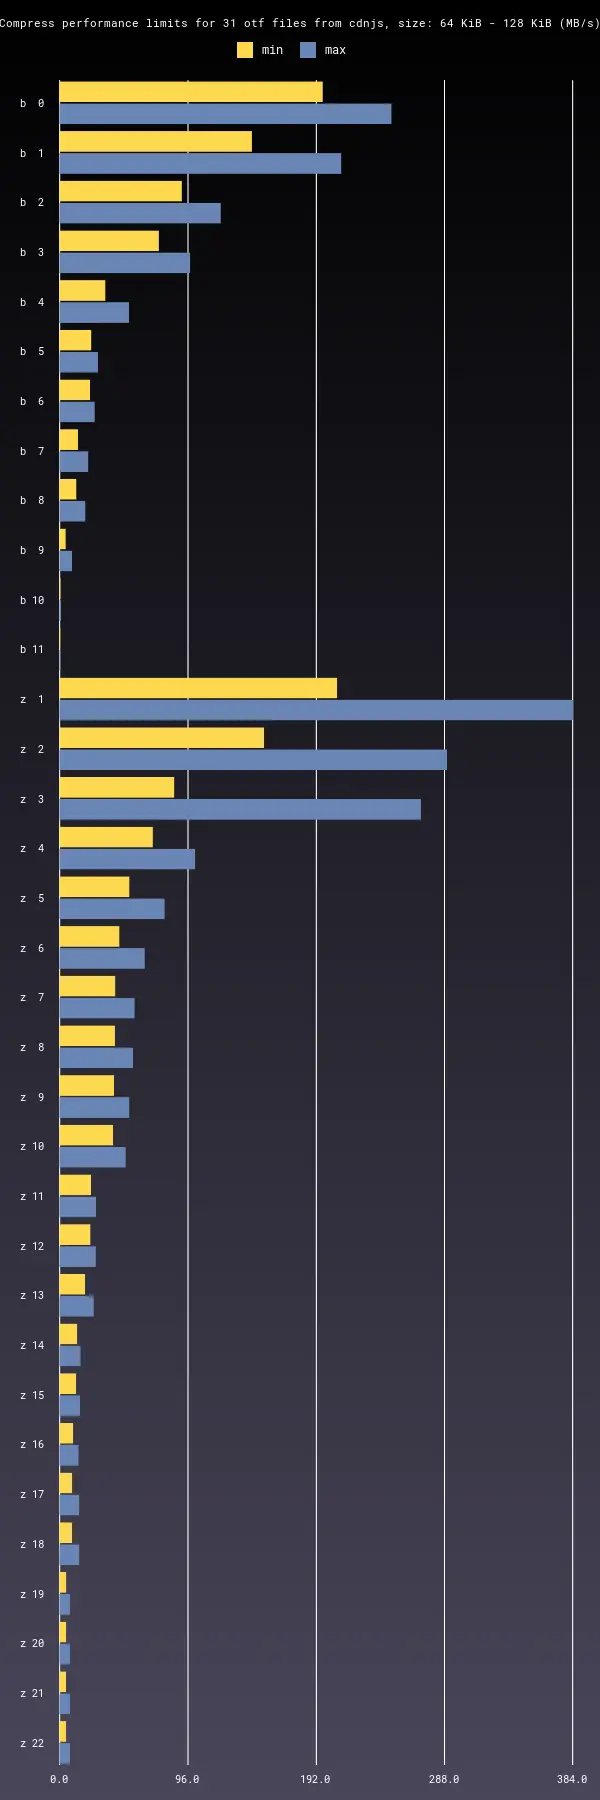 Compress performance limits for 31 otf files from cdnjs, size: 64 KiB - 128 KiB (MB/s)
min max
b 0
b 1
b 2
b 3
b 4
b 5
b 6
b 7
b 8
b 9
b 10
b 11
z 1
z 2
z 3
z 4
z 5
z 6
z 7
z 8
z 9
z 10
z 11
z 12
z 13
z 14
z 15
z 16
z 17
z 18
z 19
z 20
z 21
z 22
0.0 96.0 192.0 288.0 384.0